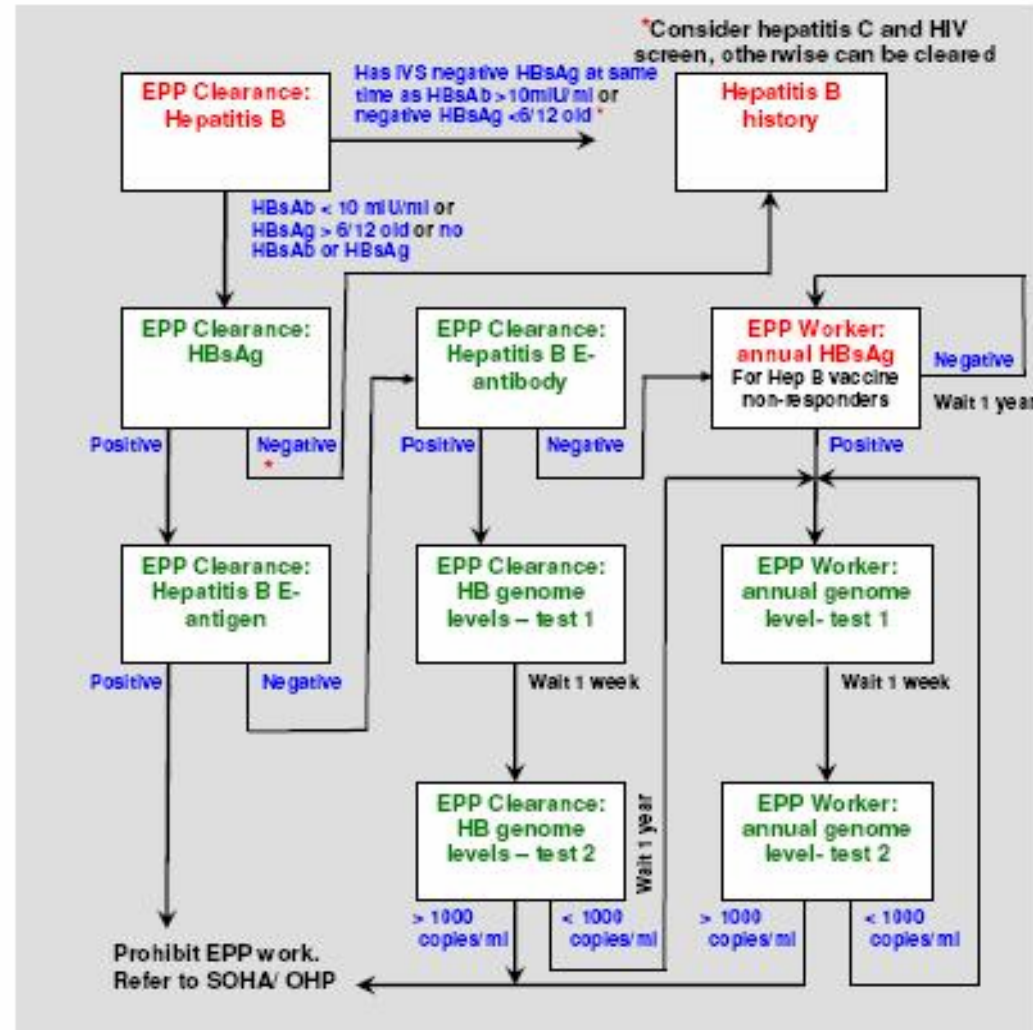 *Consider hepatitis C and HIV
screen, otherwise can be cleared
EPP Clearance:
Hepatitis B
Has IVS negative HBsAg at same
time as HBsAb >10mIU/ml or
negative HBsAg <6/12 old *
Hepatitis B
history
HBsAb < 10 mIU/ml or
HBsAg > 6/12 old or no
HBsAb or HBsAg
EPP Clearance:
HBsAg
EPP Clearance:
Hepatitis B E-
antibody
EPP Worker:
annual HBsAg
For Hep B vaccine
non-responders
Negative
Wait 1 year
Positive
Negative
*
Positive
Negative
Positive
EPP Clearance:
Hepatitis B E-
antigen
EPP Clearance:
HB genome
levels – test 1
EPP Worker:
annual genome
level- test 1
Positive
Negative
Wait 1 week
Wait 1 week
EPP Clearance:
HB genome
levels – test 2
Wait 1 year
EPP Worker:
annual genome
level- test 2
> 1000
copies/ml
< 1000
copies/ml
> 1000
copies/ml
< 1000
copies/ml
Prohibit EPP work.
Refer to SOHA/ OHP